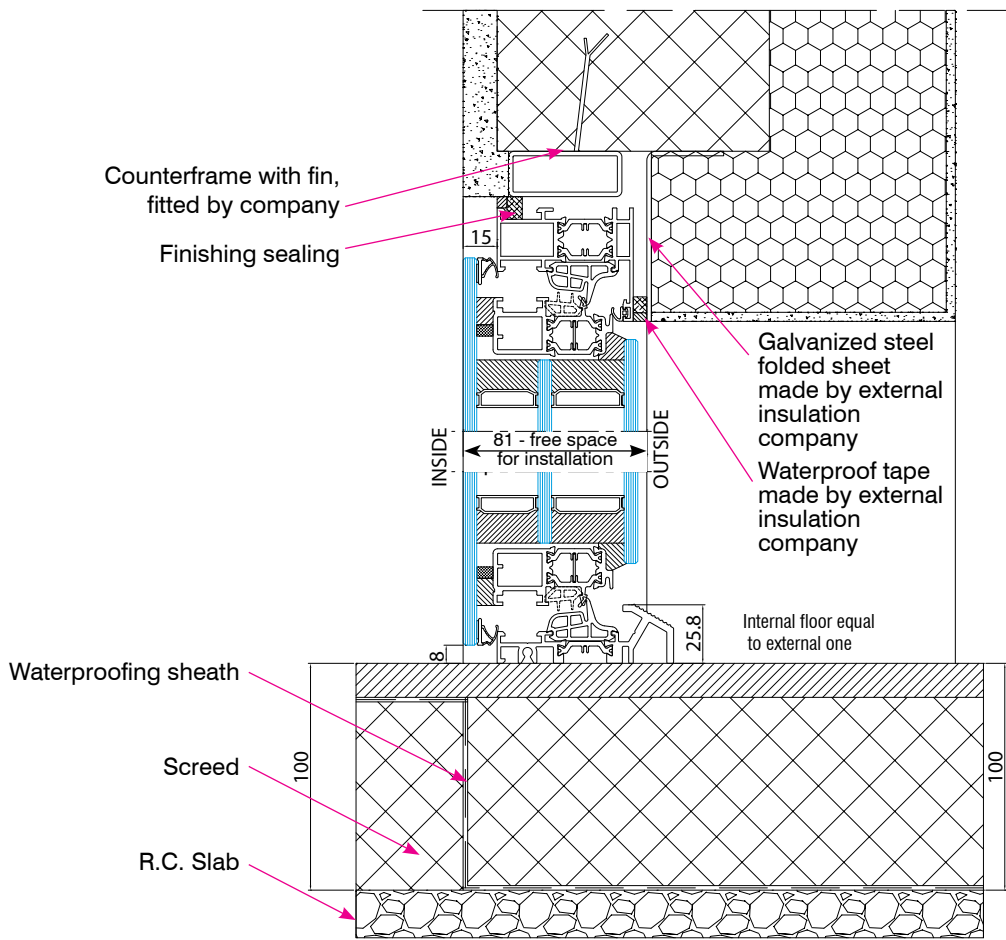 Counterframe with fin,
fitted by company
Finishing sealing
15
Galvanized steel
folded sheet
made by external
insulation
company
INSIDE
81 - free space
for installation
OUTSIDE
Waterproof tape
made by external
insulation
company
25.8
Internal floor equal
to external one
8
Waterproofing sheath
100
100
Screed
R.C. Slab